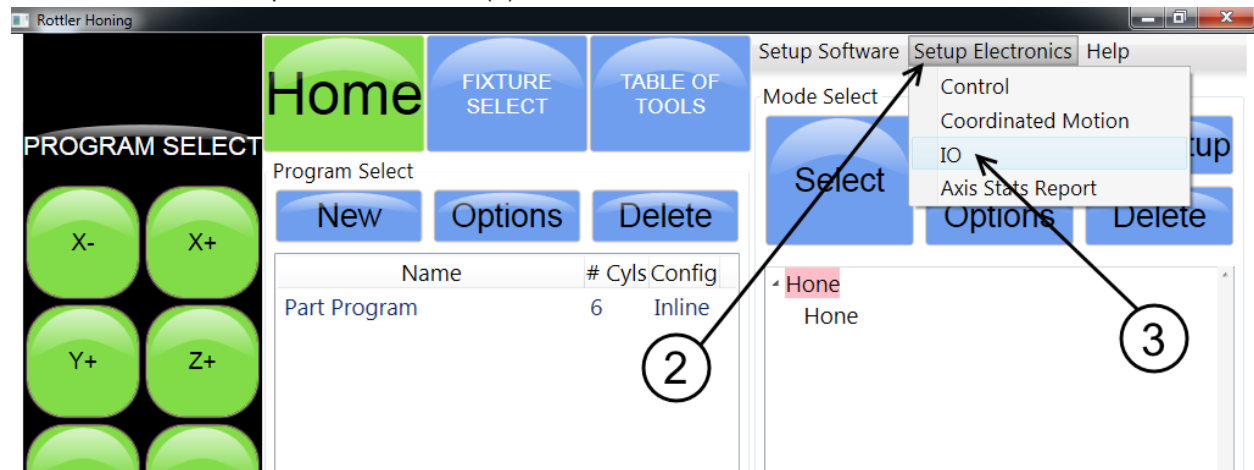 Rottler Honing
Setup Software Setup Electronics Help
Control
Coordinated Motion
IO
Axis Stats Report
PROGRAM SELECT
X-
X+
Y+
Z+
Home
FIXTURE
SELECT
TABLE OF
TOOLS
Program Select
New
Options
Delete
Name
# Cyls
Config
Part Program
6
Inline
Mode Select
Select
Options
Delete
Hone
Hone
2
3